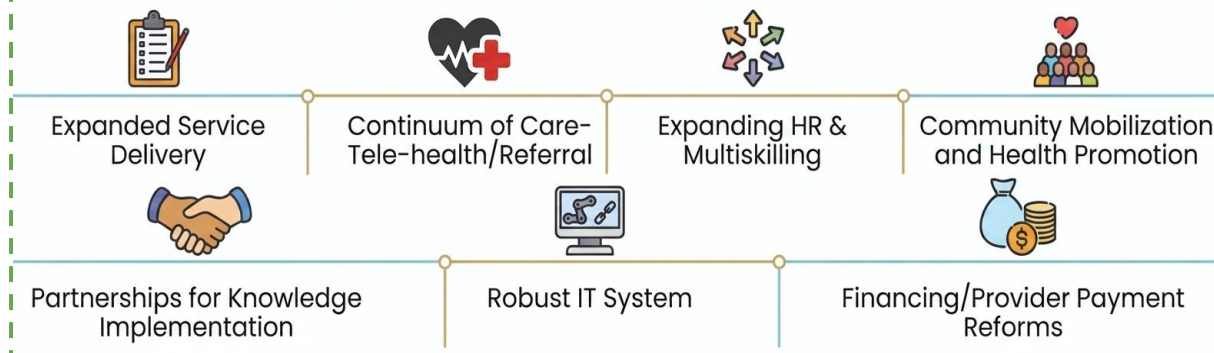 Expanded Service
Delivery
Continuum of Care-
Tele-health/Referral
Expanding HR &
Multiskilling
Community Mobilization
and Health Promotion
Partnerships for Knowledge
Implementation
Robust IT System
Financing/Provider Payment
Reforms